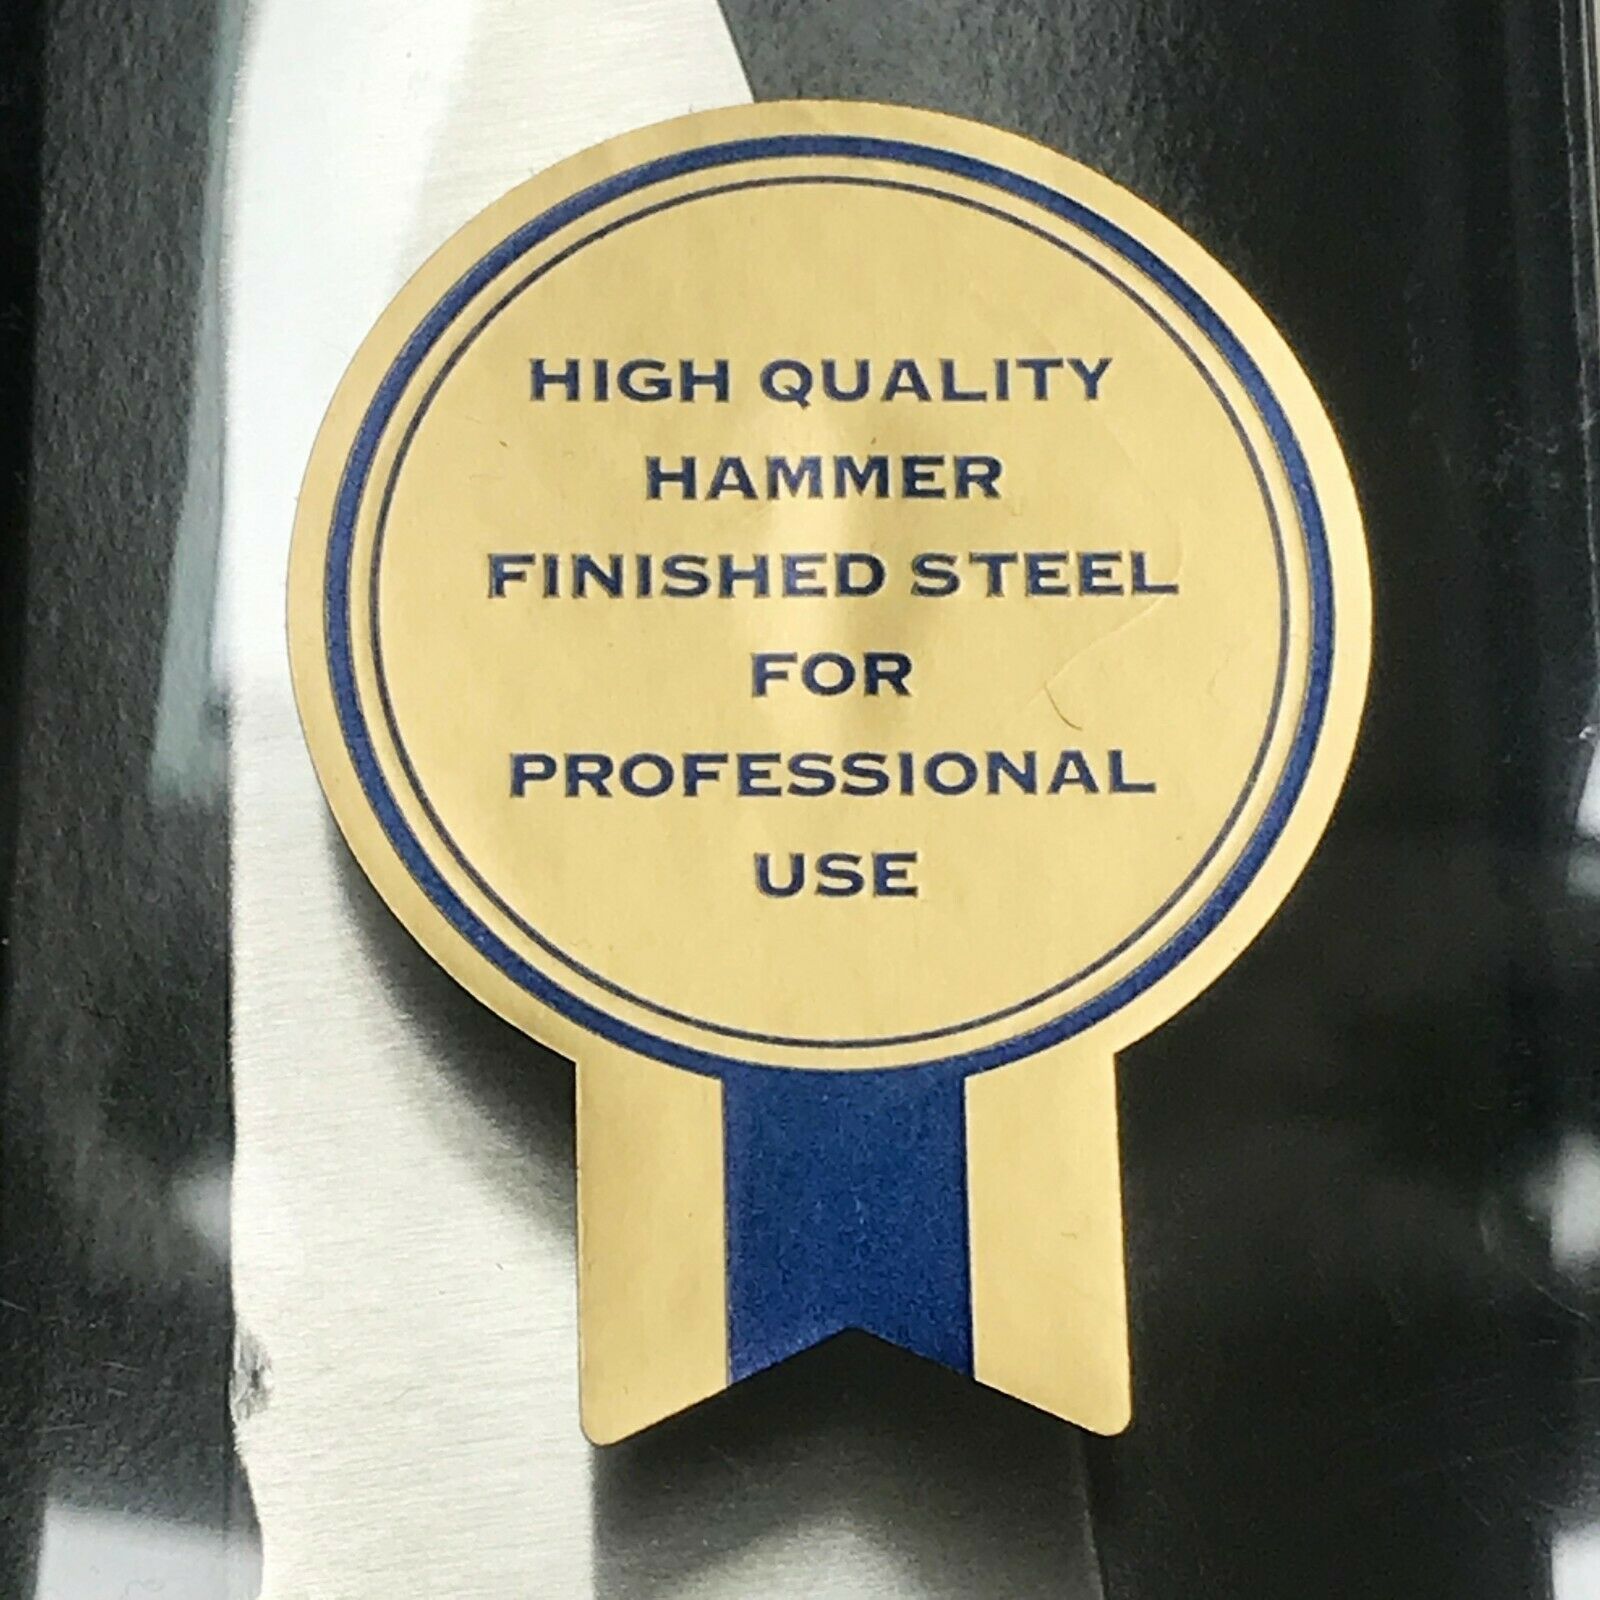 HIGH QUALITY
HAMMER
FINISHED STEEL
FOR
PROFESSIONAL
USE